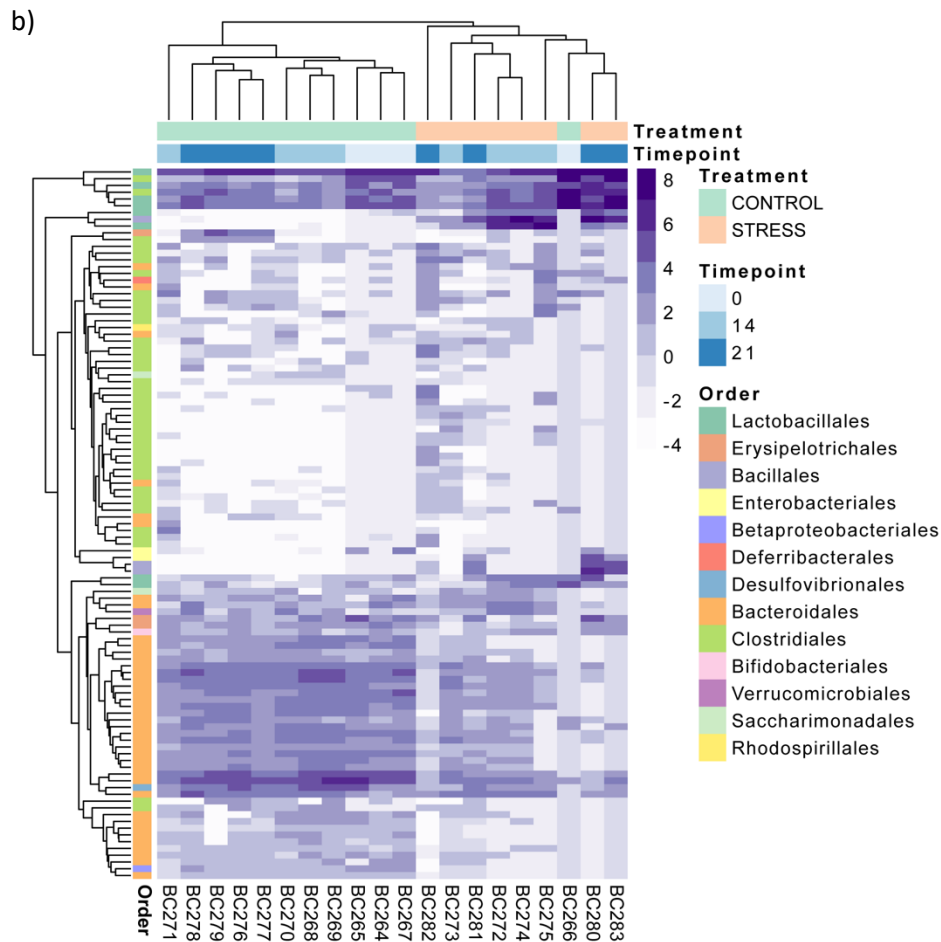 b)
Treatment
Timepoint
8
6
4
2
0
-2
-4
Treatment
CONTROL
STRESS
Timepoint
0
14
21
Order
Lactobacillales
Erysipelotrichales
Bacillales
Enterobacteriales
Betaproteobacteriales
Deferribacterales
Desulfovibrionales
Bacteroidales
Clostridiales
Bifidobacteriales
Verrucomicrobiales
Saccharimonadales
Rhodospirillales
Order
BC271
BC278
BC279
BC276
BC277
BC270
BC268
BC269
BC265
BC264
BC267
BC282
BC273
BC281
BC272
BC274
BC275
BC266
BC280
BC283